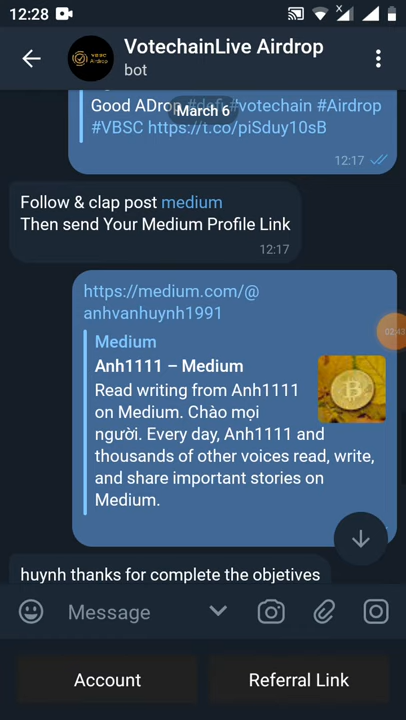 12:28
VotechainLive Airdrop
bot
Good ADrop #defi #votechain #Airdrop
March 6
#VBSC https://t.co/piSduy10sB
12:17
Follow & clap post medium
Then send Your Medium Profile Link
12:17
https://medium.com/@
anhvanhuynh1991
Medium
Anh1111 – Medium
Read writing from Anh1111
on Medium. Chào mọi
người. Every day, Anh1111 and
thousands of other voices read, write,
and share important stories on
Medium.
02:43
huynh thanks for complete the objetives
Message
Account
Referral Link